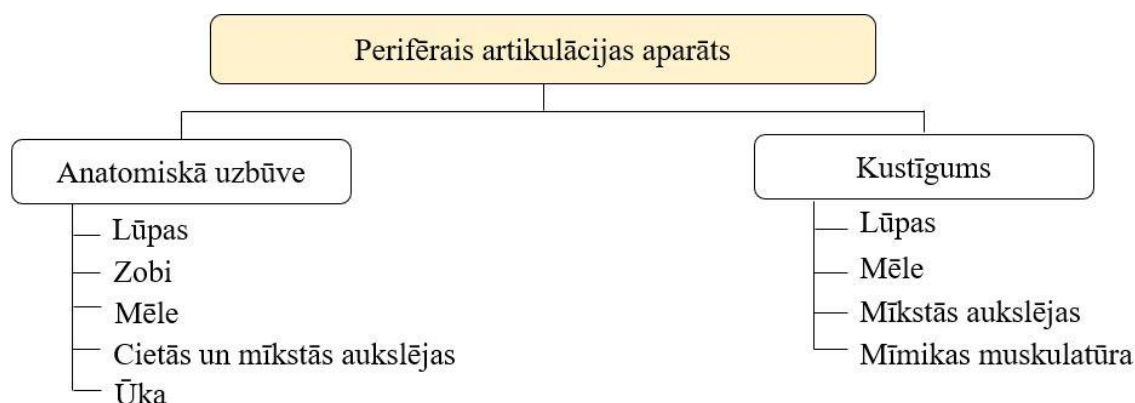 Perifērais artikulācijas aparāts
Anatomiskā uzbūve
Lūpas
Zobi
Mēle
Cietās un mīkstās aukslējas
Ūka
Kustīgums
Lūpas
Mēle
Mīkstās aukslējas
Mīmikas muskulatūra